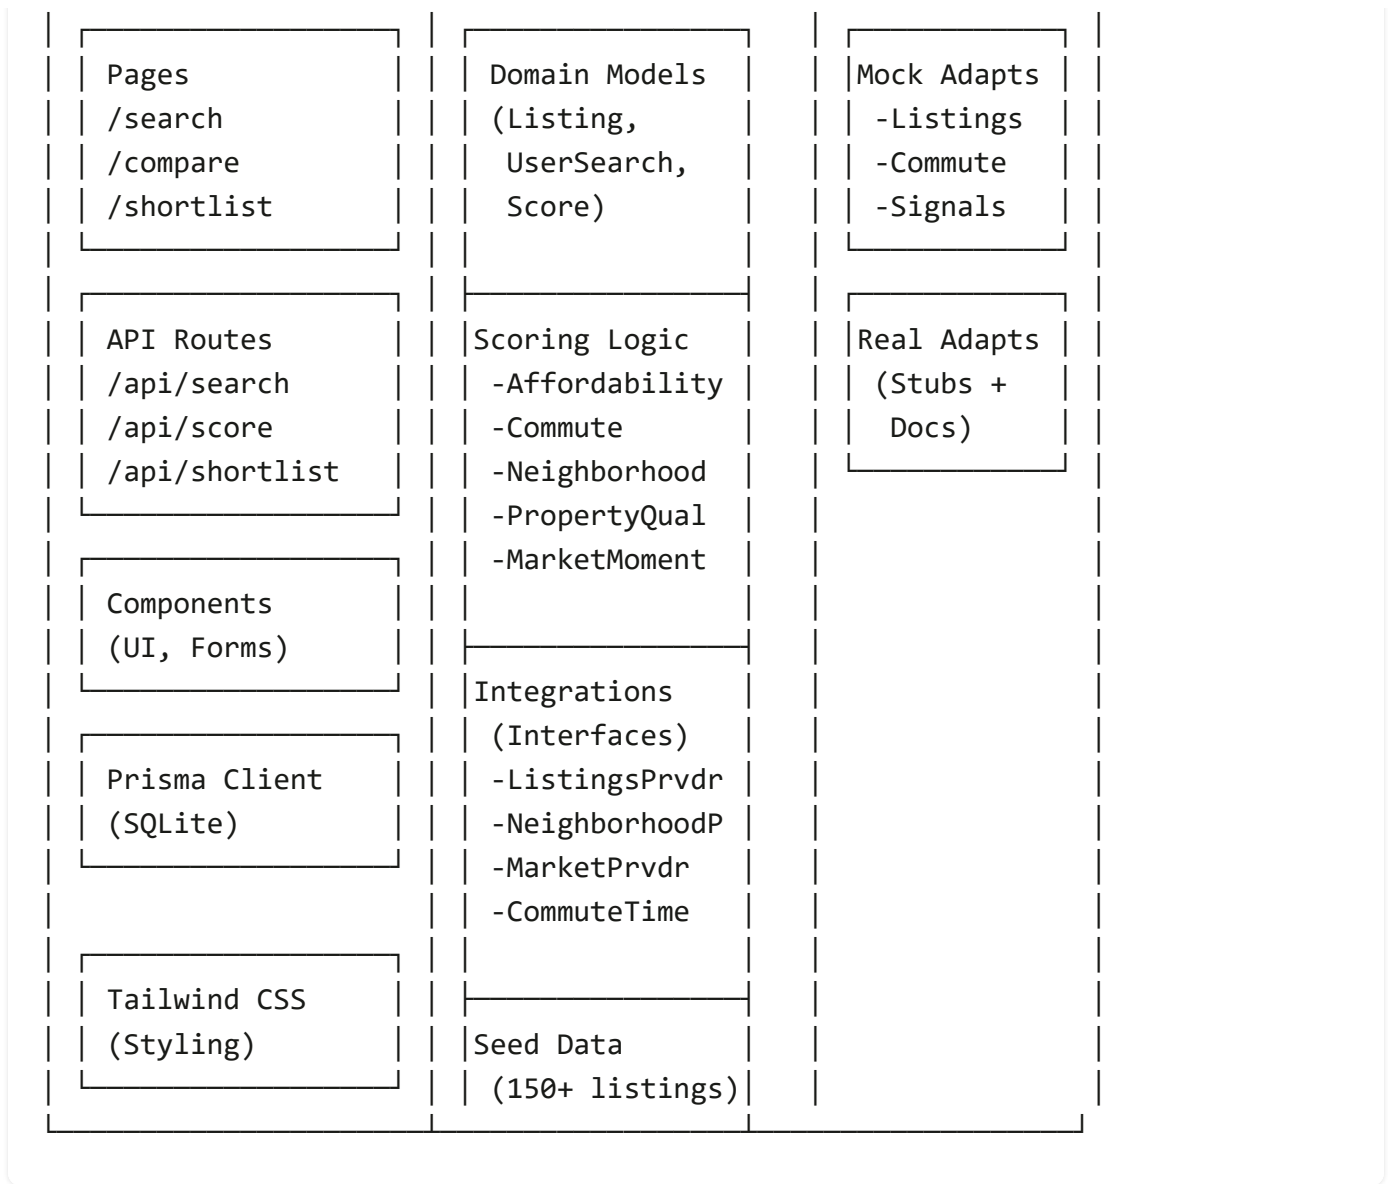 Pages
/search
/compare
/shortlist
API Routes
/api/search
/api/score
/api/shortlist
Components
(UI, Forms)
Prisma Client
(SQLite)
Tailwind CSS
(Styling)
Domain Models
(Listing,
UserSearch,
Score)
Scoring Logic
-Affordability
-Commute
-Neighborhood
-PropertyQual
-MarketMoment
Integrations
(Interfaces)
-ListingsPrvdr
-NeighborhoodP
-MarketPrvdr
-CommuteTime
Seed Data
(150+ listings)
Mock Adapts
-Listings
-Commute
-Signals
Real Adapts
(Stubs +
Docs)